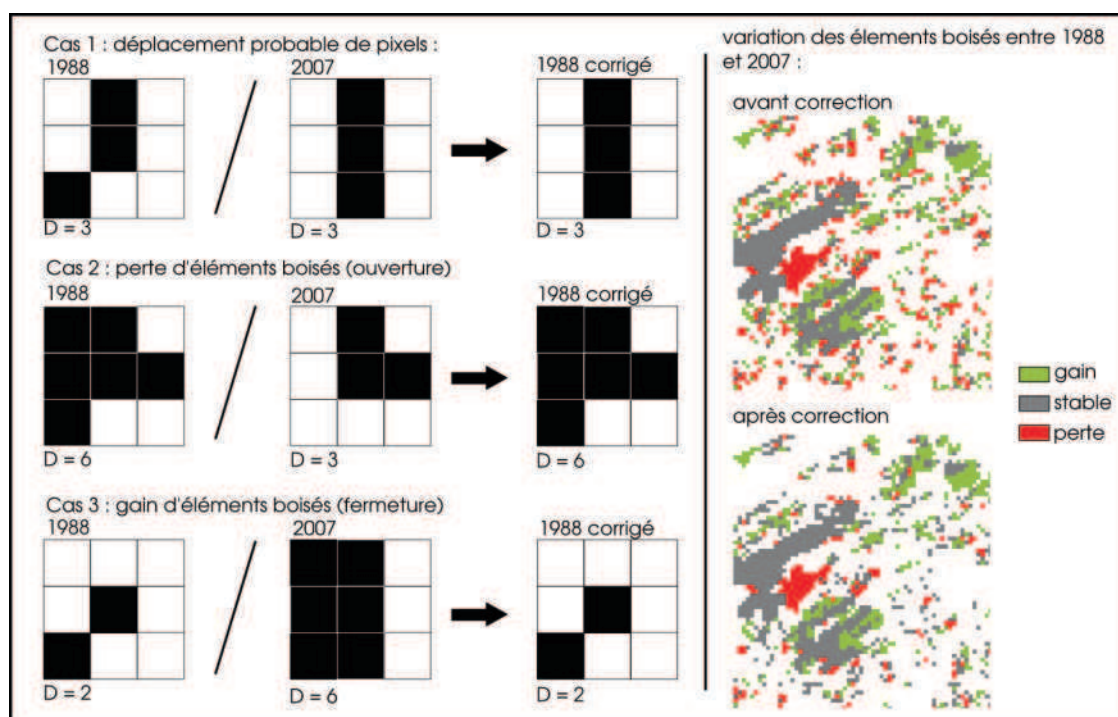 Cas 1 : déplacement probable de pixels :
1988
2007
1988 corrigé
D = 3
D = 3
D = 3
Cas 2 : perte d'éléments boisés (ouverture)
1988
2007
1988 corrigé
D = 6
D = 3
D = 6
Cas 3 : gain d'éléments boisés (fermeture)
1988
2007
1988 corrigé
D = 2
D = 6
D = 2
variation des élements boisés entre 1988
et 2007 :
avant correction
gain
stable
perte
après correction